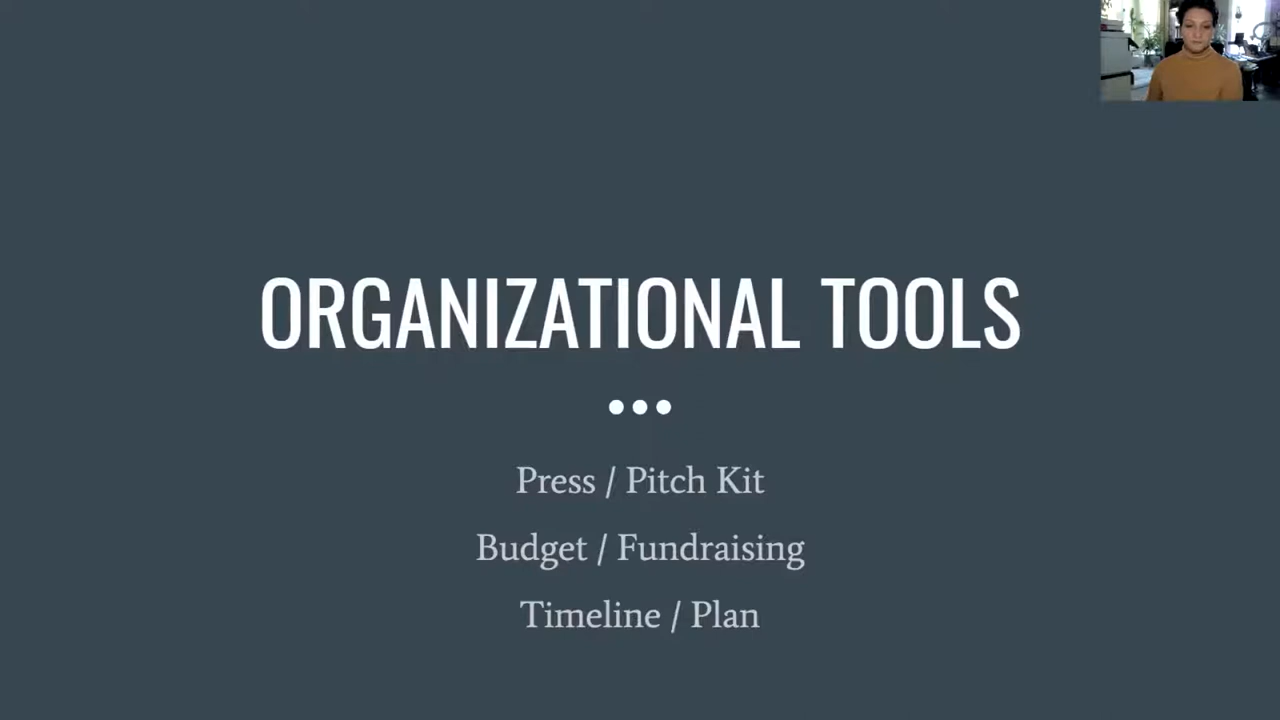 ORGANIZATIONAL TOOLS
Press / Pitch Kit
Budget / Fundraising
Timeline / Plan